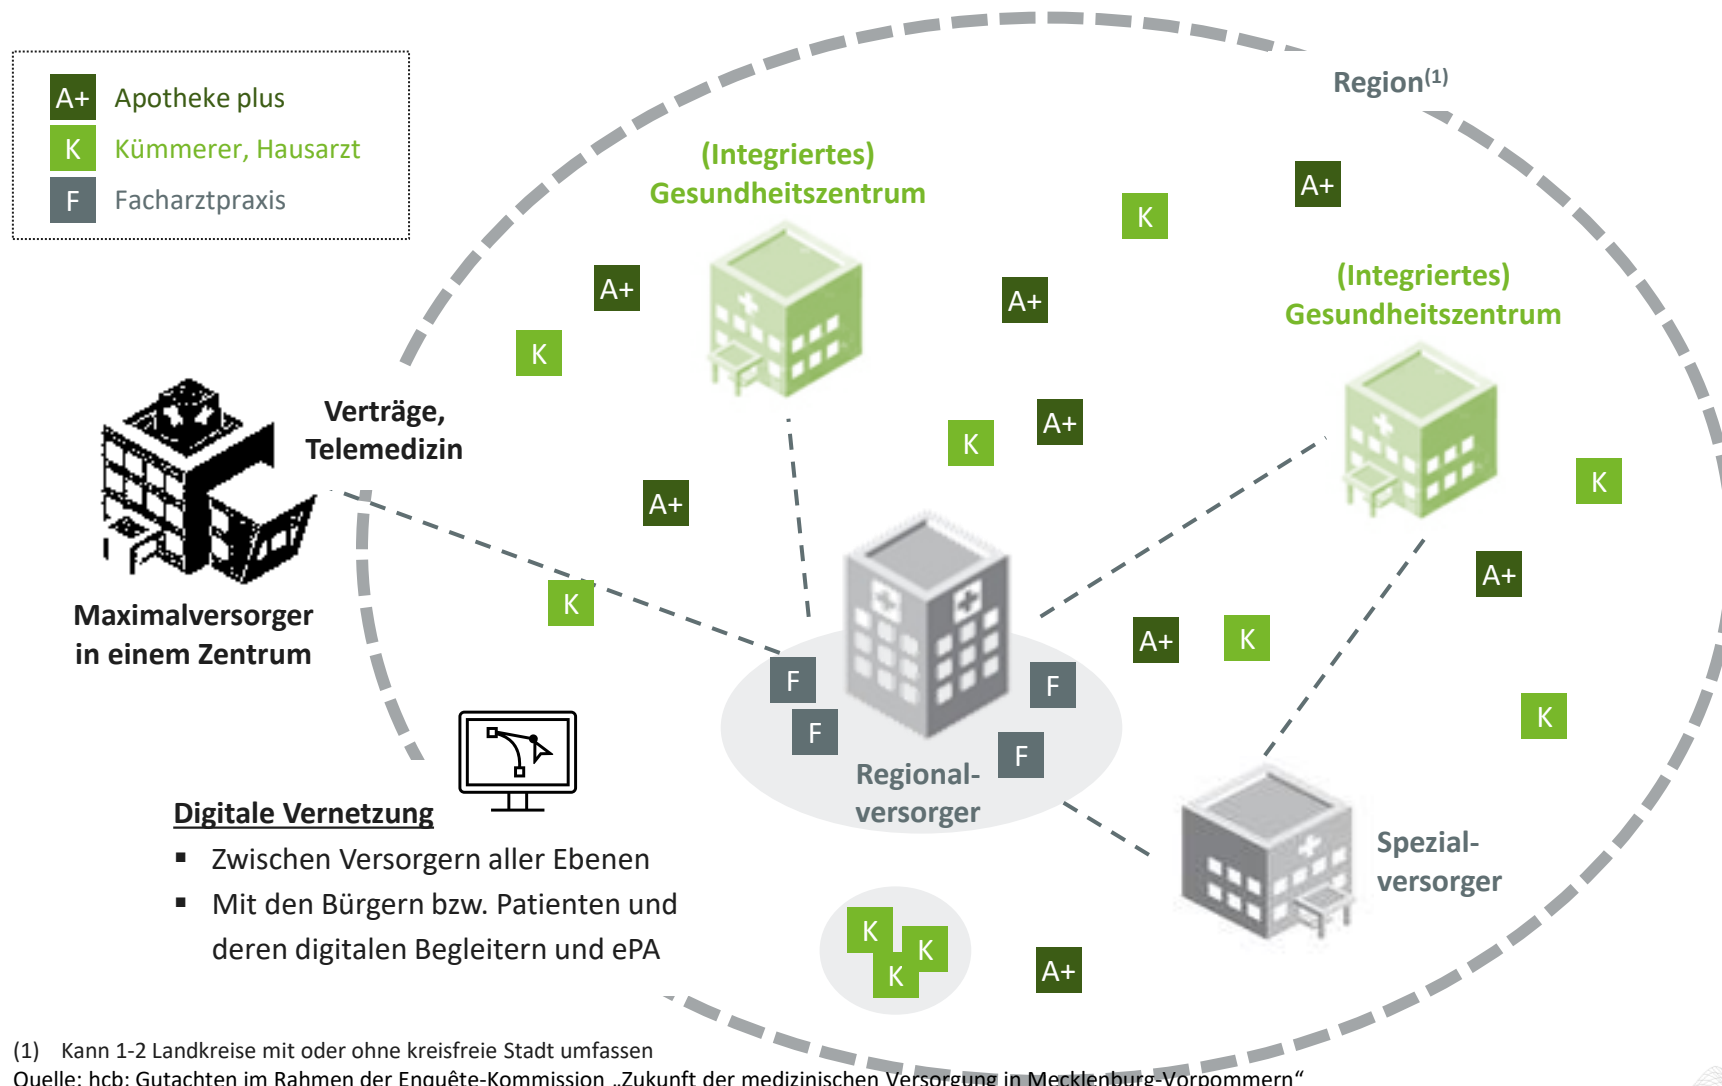 A+ Apotheke plus
K Kümmerer, Hausarzt
F Facharztpraxis
Region(1)
(Integriertes)
Gesundheitszentrum
A+
K
A+
A+
(Integriertes)
Gesundheitszentrum
K
Verträge,
Telemedizin
A+
K
K
A+
A+
K
Maximalversorger
in einem Zentrum
A+
K
F
F
F
F
K
Regional-
versorger
Digitale Vernetzung
▪ Zwischen Versorgern aller Ebenen
▪ Mit den Bürgern bzw. Patienten und
deren digitalen Begleitern und ePA
Spezial-
versorger
K
K
K
A+
(1) Kann 1-2 Landkreise mit oder ohne kreisfreie Stadt umfassen
Quelle: hcb: Gutachten im Rahmen der Enquête-Kommission „Zukunft der medizinischen Versorgung in Mecklenburg-Vorpommern“